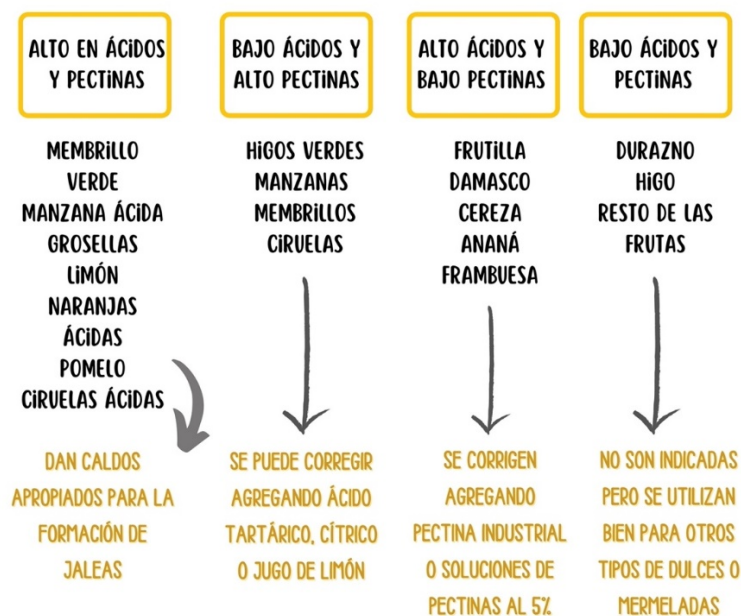 ALTO EN ÁCIDOS
Y PECTINAS
MEMBRILLO
VERDE
MANZANA ÁCIDA
GROSELLAS
LIMÓN
NARANJAS
ÁCIDAS
POMELO
CIRUELAS ÁCIDAS
DAN CALDOS
APROPIADOS PARA LA
FORMACIÓN DE
JALEAS
BAJO ÁCIDOS Y
ALTO PECTINAS
HIGOS VERDES
MANZANAS
MEMBRILLOS
CIRUELAS
SE PUEDE CORREGIR
AGREGANDO ÁCIDO
TARTÁRICO, CÍTRICO
O JUGO DE LIMÓN
ALTO ÁCIDOS Y
BAJO PECTINAS
FRUTILLA
DAMASCO
CEREZA
ANANÁ
FRAMBUESA
SE CORRIGEN
AGREGANDO
PECTINA INDUSTRIAL
O SOLUCIONES DE
PECTINAS AL 5%
BAJO ÁCIDOS Y
PECTINAS
DURAZNO
HIGO
RESTO DE LAS
FRUTAS
NO SON INDICADAS
PERO SE UTILIZAN
BIEN PARA OTROS
TIPOS DE DULCES O
MERMELADAS